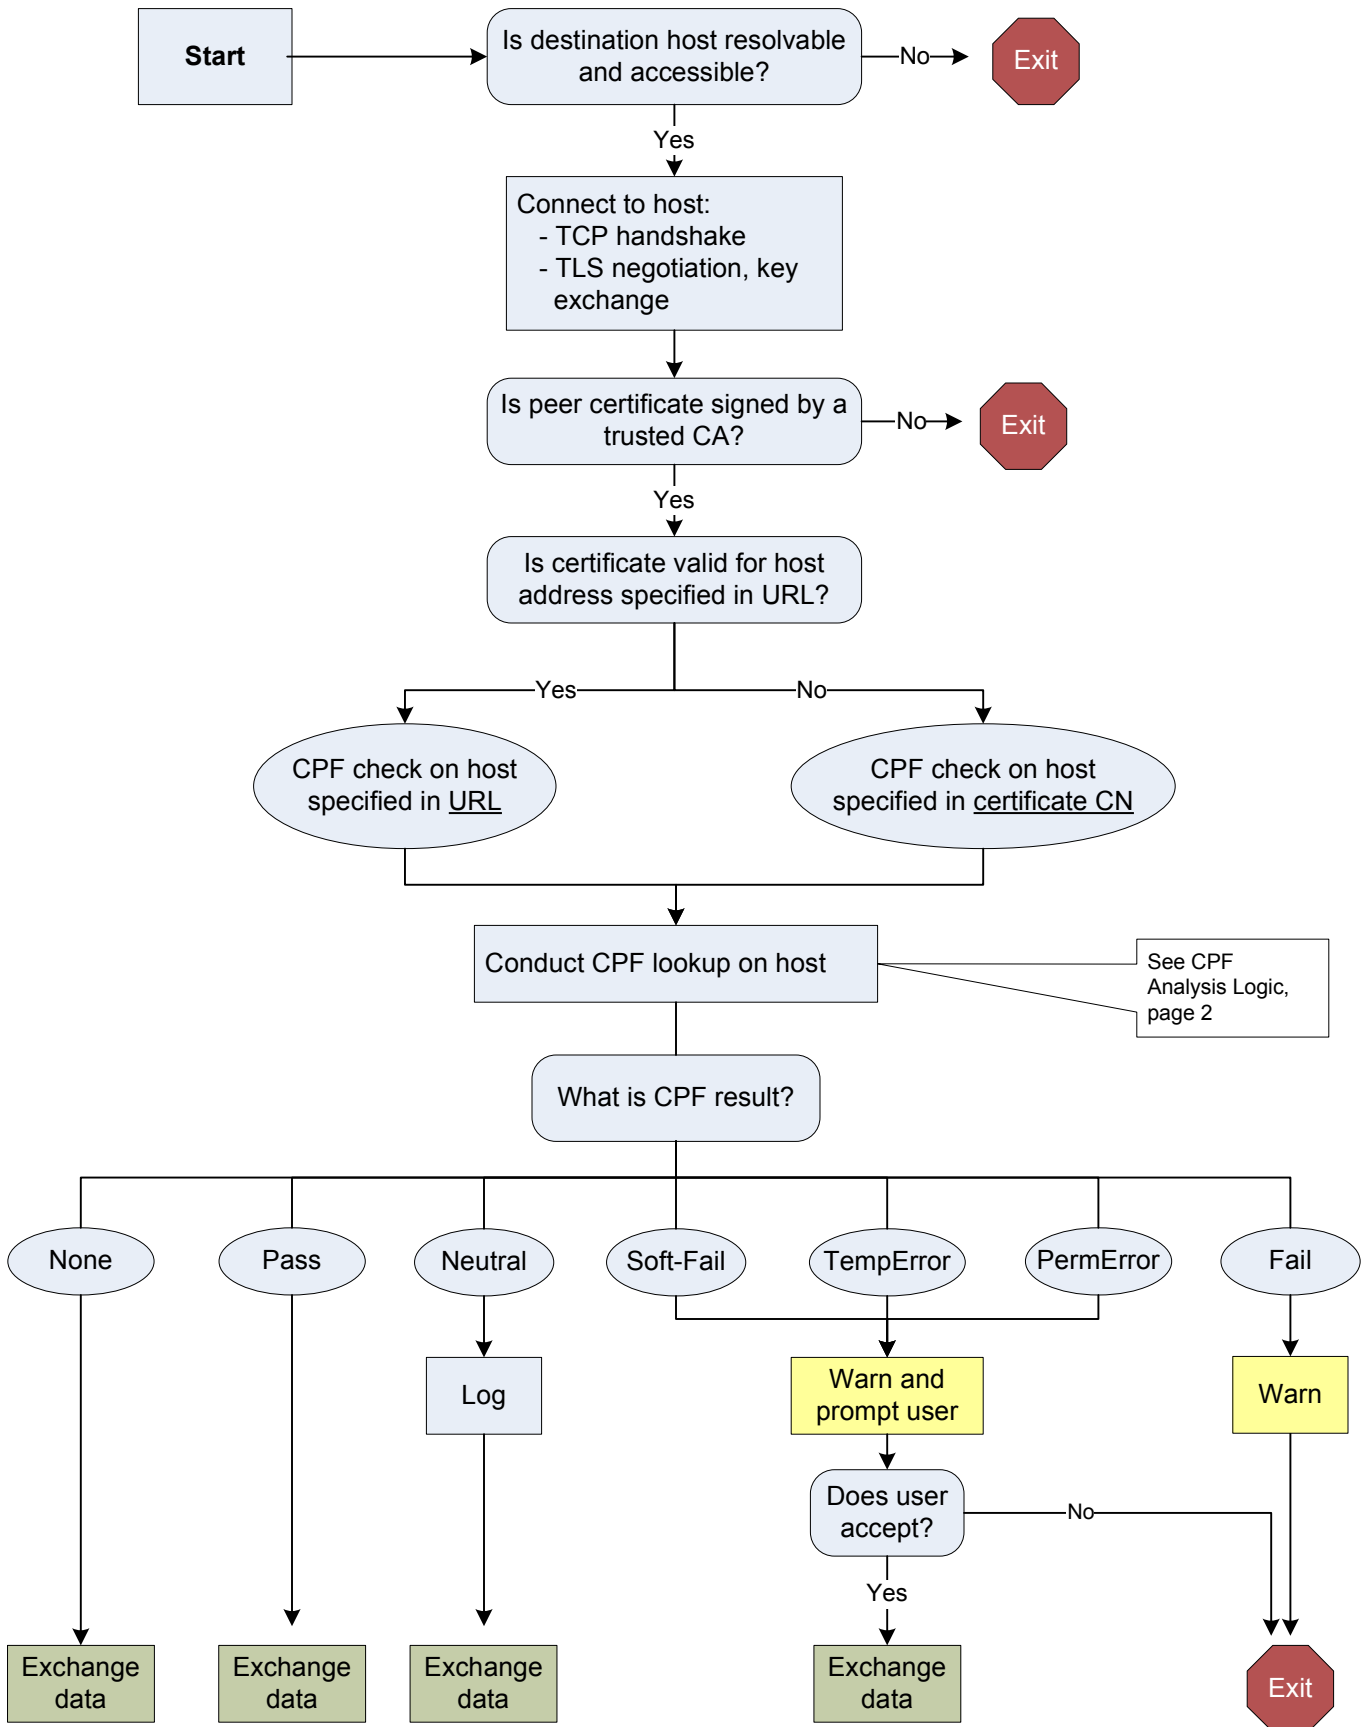 Start
Is destination host resolvable
and accessible?
No
Exit
Yes
Connect to host:
- TCP handshake
- TLS negotiation, key
exchange
Is peer certificate signed by a
trusted CA?
No
Exit
Yes
Is certificate valid for host
address specified in URL?
Yes
No
CPF check on host
specified in URL
CPF check on host
specified in certificate CN
Conduct CPF lookup on host
See CPF
Analysis Logic,
page 2
What is CPF result?
None
Pass
Neutral
Soft-Fail
TempError
PermError
Fail
Log
Warn and
prompt user
Warn
Does user
accept?
No
Yes
Exchange
data
Exchange
data
Exchange
data
Exchange
data
Exit